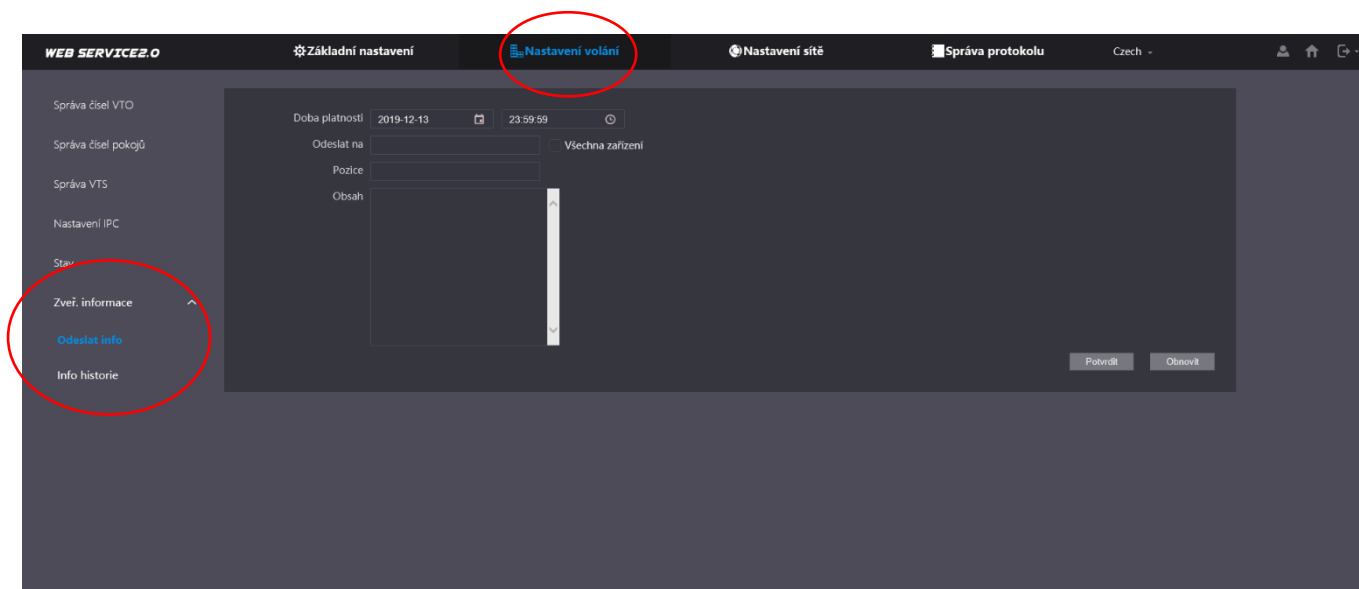 WEB SERVICE2.0
Základní nastavení
Nastavení volání
Nastavení sítě
Správa protokolu
Czech
Správa čísel VTO
Správa čísel pokojů
Správa VTS
Nastavení IPC
Stav
Zveř. informace
Odeslat info
Info historie
Doba platnosti 2019-12-13 23:59:59
Odeslat na Všechna zařízení
Pozice
Obsah
Potvrdit Obnovit